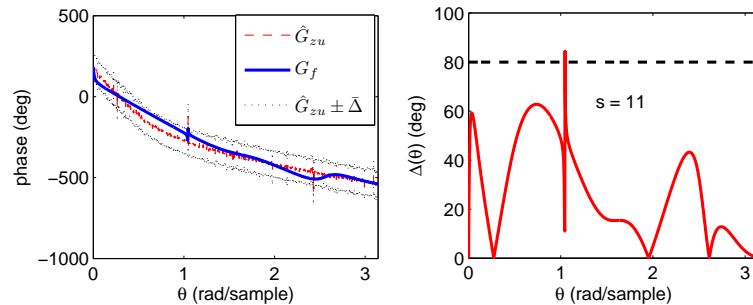 500
0
−500
−1000
phase (deg)
0
1
2
3
θ (rad/sample)
Ĝzu
Gf
Ĝzu ± Δ̄
100
80
60
40
20
0
Δ(θ) (deg)
s = 11
0
1
2
3
θ (rad/sample)